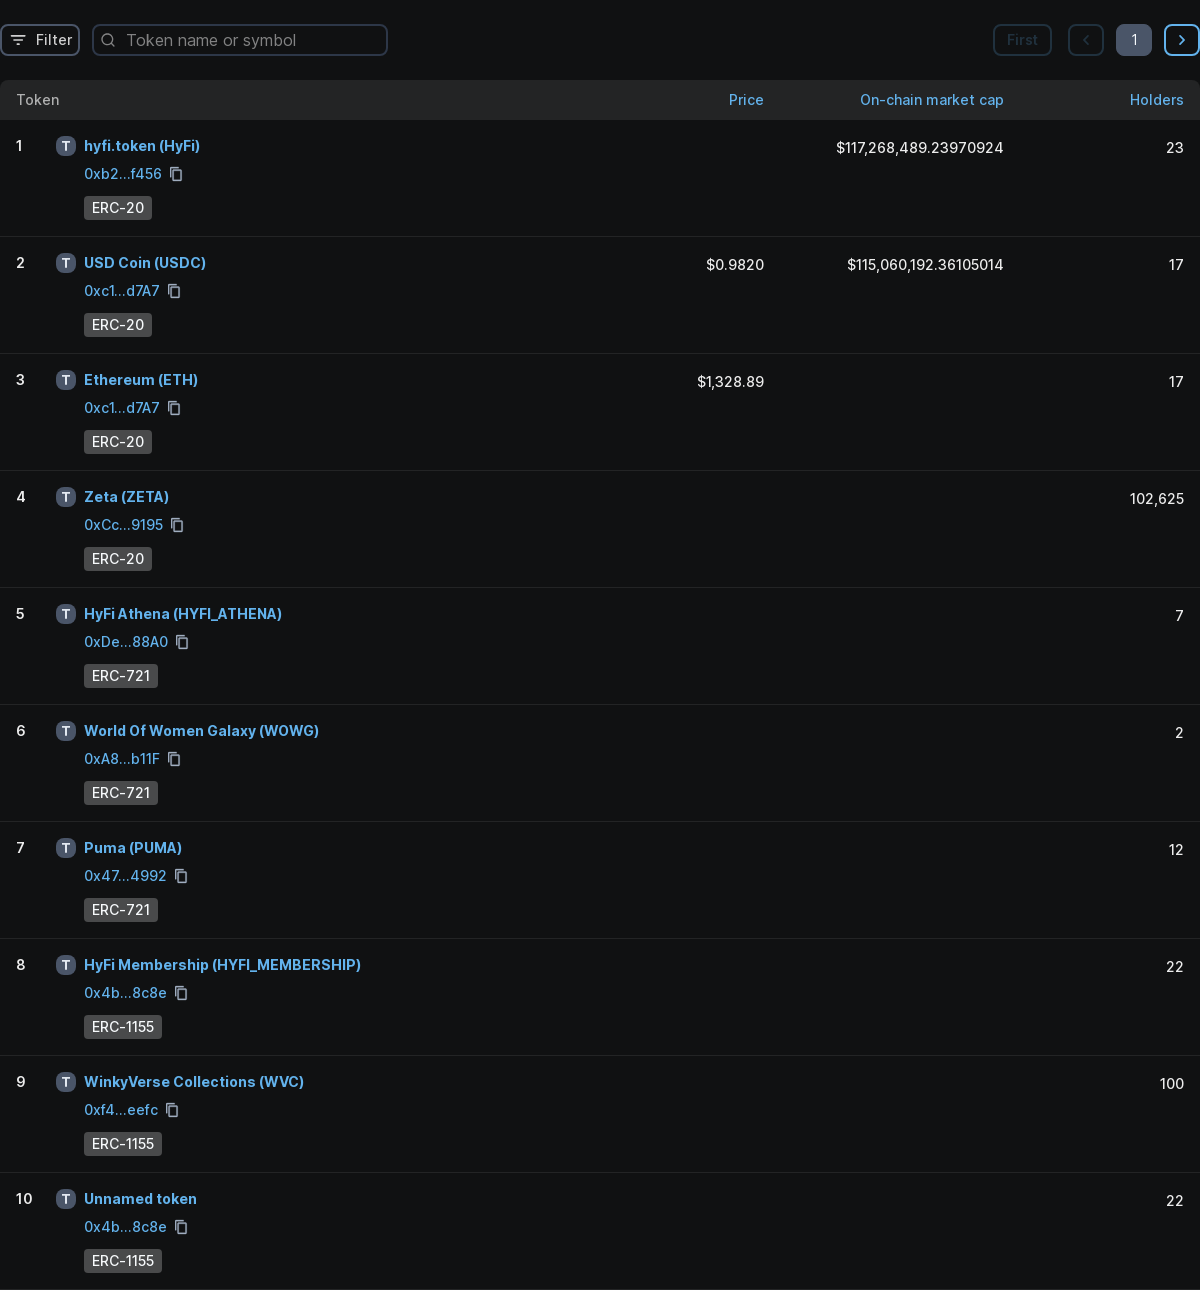 Filter Token name or symbol First 1
Token Price On-chain market cap Holders
1 T hyfi.token (HyFi) $117,268,489.23970924 23
0xb2...f456
ERC-20
2 T USD Coin (USDC) $0.9820 $115,060,192.36105014 17
0xc1...d7A7
ERC-20
3 T Ethereum (ETH) $1,328.89 17
0xc1...d7A7
ERC-20
4 T Zeta (ZETA) 102,625
0xCc...9195
ERC-20
5 T HyFi Athena (HYFI_ATHENA) 7
0xDe...88A0
ERC-721
6 T World Of Women Galaxy (WOWG) 2
0xA8...b11F
ERC-721
7 T Puma (PUMA) 12
0x47...4992
ERC-721
8 T HyFi Membership (HYFI_MEMBERSHIP) 22
0x4b...8c8e
ERC-1155
9 T WinkyVerse Collections (WVC) 100
0xf4...eefc
ERC-1155
10 T Unnamed token 22
0x4b...8c8e
ERC-1155